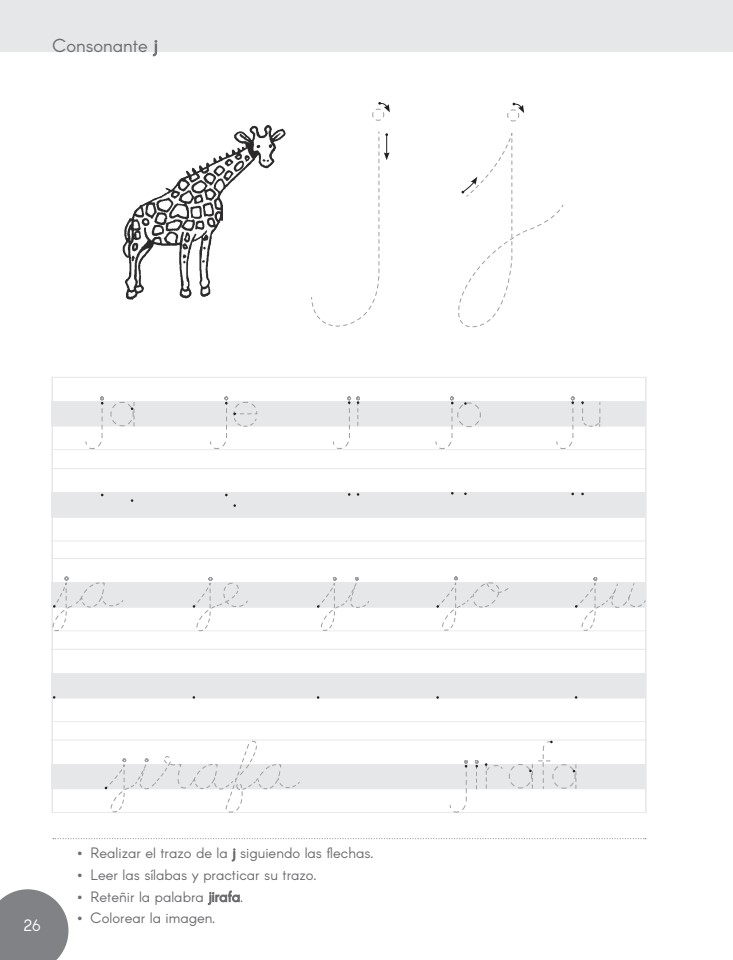 Consonante j
j j
ja je ji jo ju
ja je ji jo ju
jirafa jirafa
• Realizar el trazo de la j siguiendo las flechas.
• Leer las sílabas y practicar su trazo.
• Reteñir la palabra jirafa.
• Colorear la imagen.
26